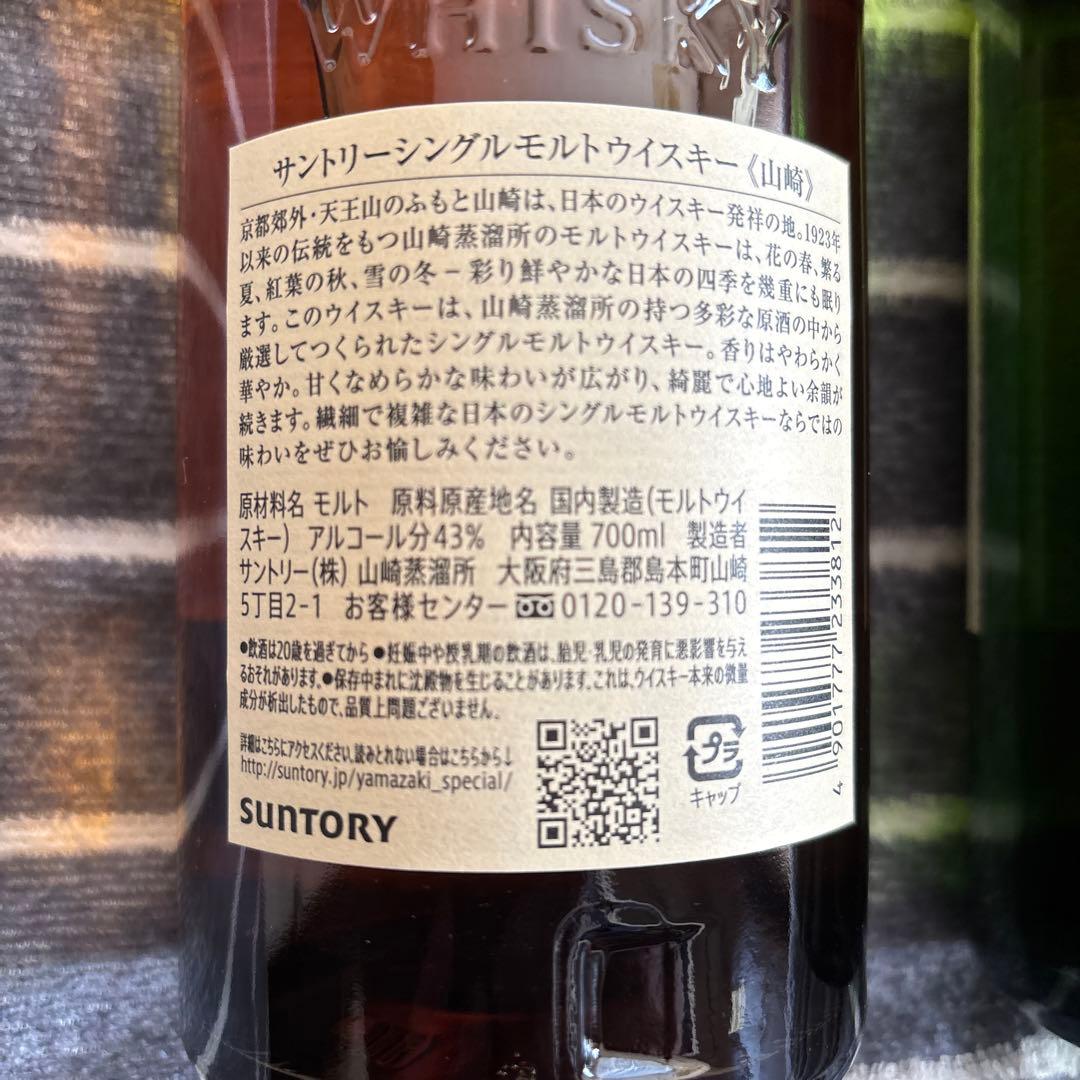 WHISKY
サントリーシングルモルトウイスキー《山崎》
京都郊外・天王山のふもと山崎は、日本のウイスキー発祥の地。1923年
以来の伝統をもつ山崎蒸溜所のモルトウイスキーは、花の春、繁る
夏、紅葉の秋、雪の冬－彩り鮮やかな日本の四季を幾重にも眠り
ます。このウイスキーは、山崎蒸溜所の持つ多彩な原酒の中から
厳選してつくられたシングルモルトウイスキー。香りはやわらかく
華やか。甘くなめらかな味わいが広がり、綺麗で心地よい余韻が
続きます。繊細で複雑な日本のシングルモルトウイスキーならではの
味わいをぜひお愉しみください。
原材料名 モルト 原料原産地名 国内製造(モルトウイ
スキー) アルコール分43% 内容量 700ml 製造者
サントリー(株) 山崎蒸溜所 大阪府三島郡島本町山崎
5丁目2-1 お客様センター 0120-139-310
●飲酒は20歳を過ぎてから ●妊娠中や授乳期の飲酒は、胎児・乳児の発育に悪影響を与え
るおそれがあります。●保存中まれに沈殿物を生じることがあります。これは、ウイスキー本来の微量
成分が析出したもので、品質上問題ございません。
詳細はこちらにアクセスください。読みとれない場合はこちらから↓
http://suntory.jp/yamazaki_special/
SUNTORY
プラ
キャップ
4 901777 233812